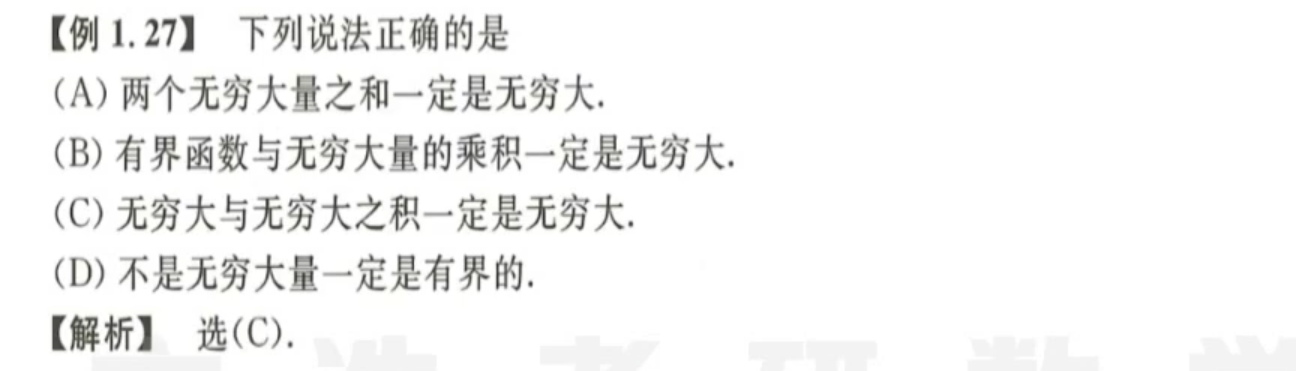 【例 1.27】 下列说法正确的是
(A) 两个无穷大量之和一定是无穷大.
(B) 有界函数与无穷大量的乘积一定是无穷大.
(C) 无穷大与无穷大之积一定是无穷大.
(D) 不是无穷大量一定是有界的.
【解析】 选(C).